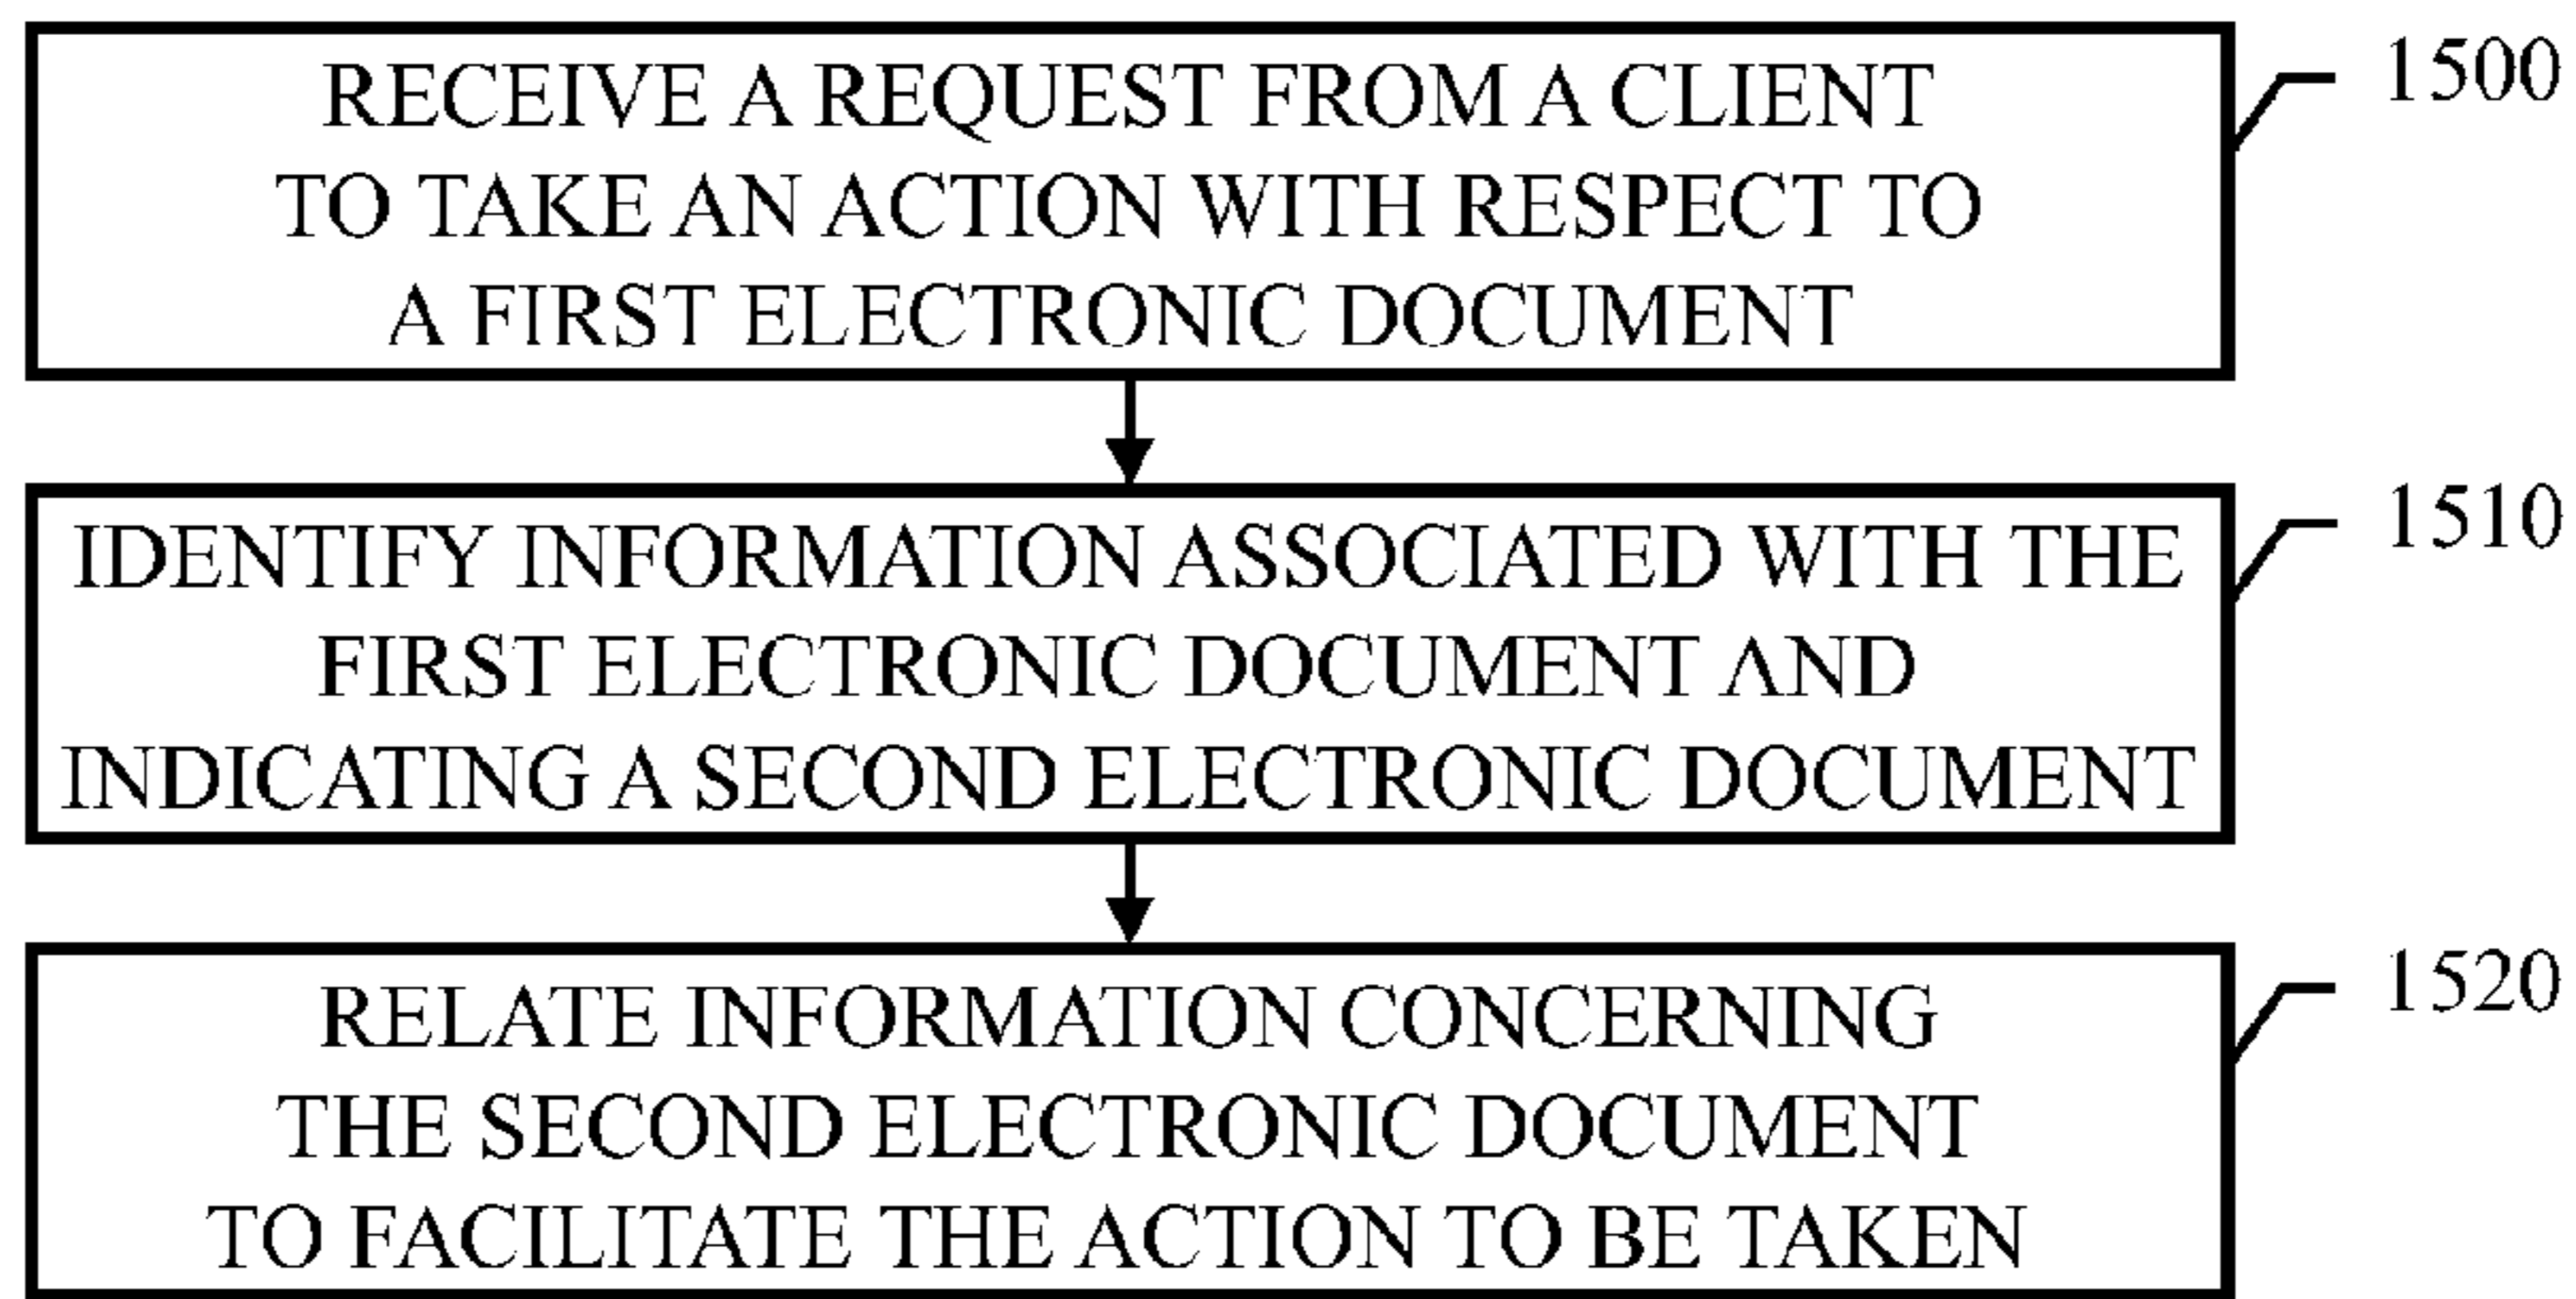 RECEIVE A REQUEST FROM A CLIENT
TO TAKE AN ACTION WITH RESPECT TO
A FIRST ELECTRONIC DOCUMENT
1500
IDENTIFY INFORMATION ASSOCIATED WITH THE
FIRST ELECTRONIC DOCUMENT AND
INDICATING A SECOND ELECTRONIC DOCUMENT
1510
RELATE INFORMATION CONCERNING
THE SECOND ELECTRONIC DOCUMENT
TO FACILITATE THE ACTION TO BE TAKEN
1520